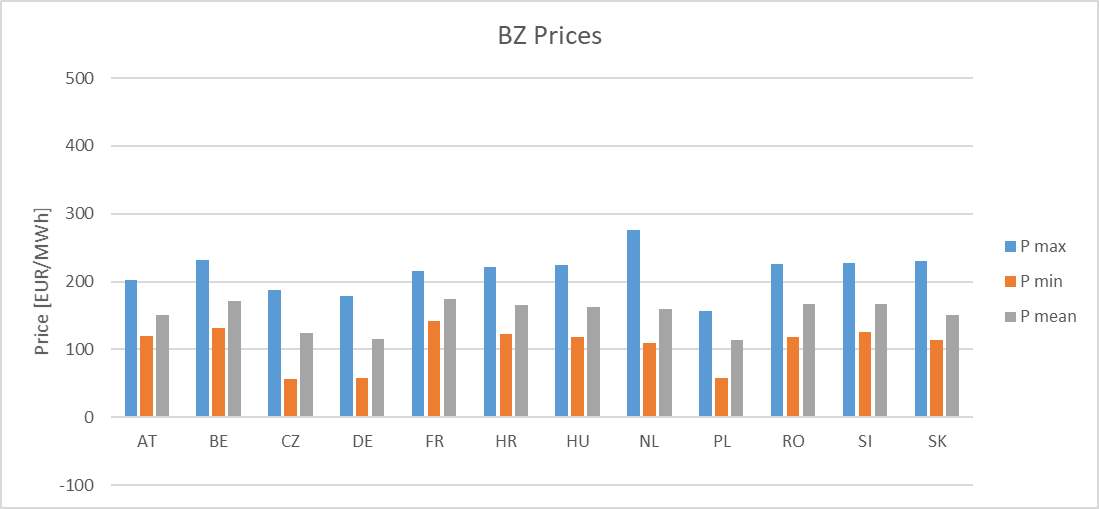 BZ Prices
500
400
300
200
100
0
-100
Price [EUR/MWh]
AT BE CZ DE FR HR HU NL PL RO SI SK
P max
P min
P mean